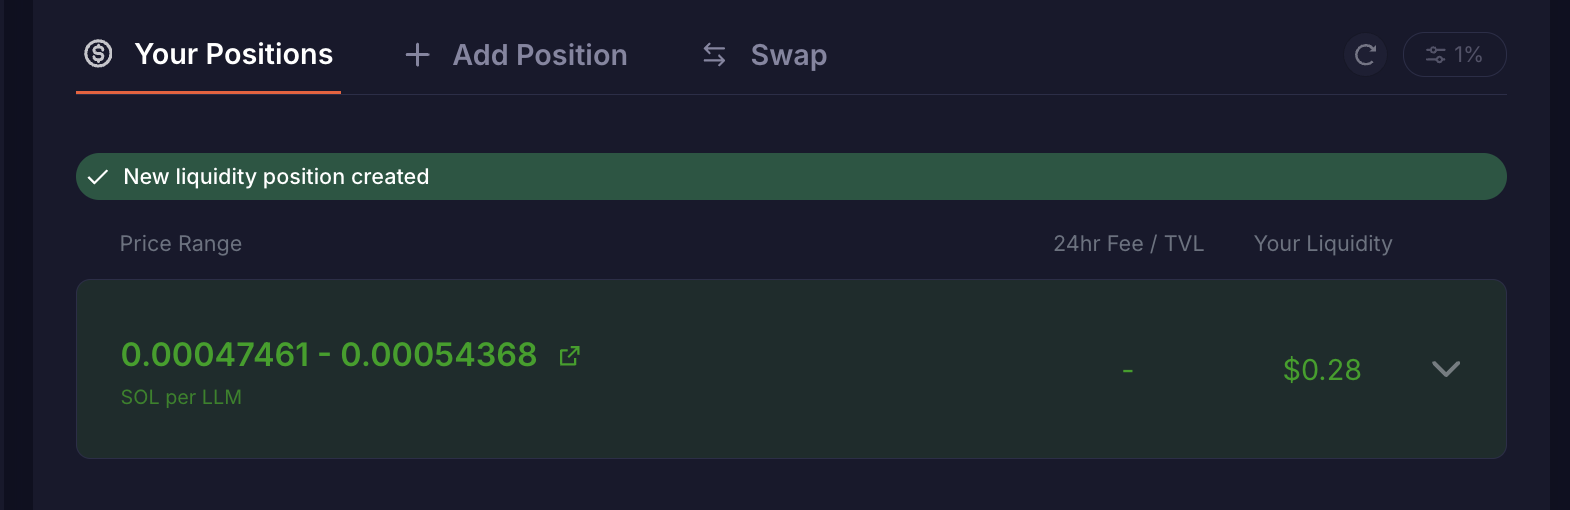 Your Positions
Add Position
Swap
1%
New liquidity position created
Price Range
24hr Fee / TVL
Your Liquidity
0.00047461 - 0.00054368
SOL per LLM
-
$0.28